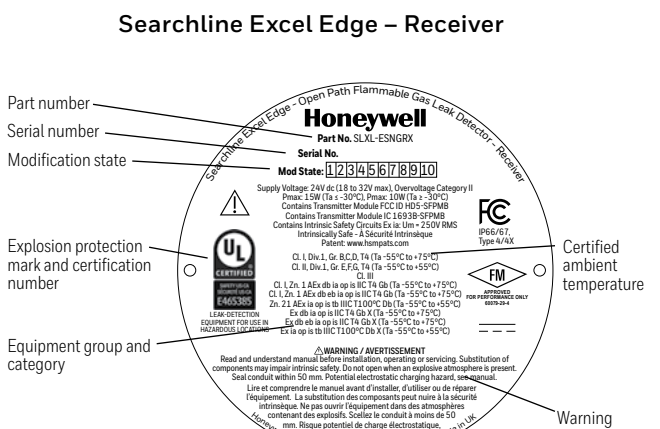 Searchline Excel Edge – Receiver
Part number
Serial number
Modification state
Explosion protection
mark and certification
number
Equipment group and
category
Searchline Excel Edge - Open Path Flammable Gas Leak Detector - Receiver
Honeywell
Part No. SLXL-ESNGRX
Serial No.
Mod State: 1 2 3 4 5 6 7 8 9 10
Supply Voltage: 24V dc (18 to 32V max), Overvoltage Category II
Pmax: 15W (Ta ≤ -30°C), Pmax: 10W (Ta ≥ -30°C)
Contains Transmitter Module FCC ID HD5-SFPMB
Contains Transmitter Module IC 1693B-SFPMB
Contains Intrinsic Safety Circuits Ex ia: Um = 250V RMS
Intrinsically Safe - À Sécurité Intrinsèque
Patent: www.hsmpats.com
FC
IP66/67,
Type 4/4X
UL
CERTIFIED
SAFETY US-CA
SÉCURITÉ US-CA
E465385
LEAK-DETECTION
EQUIPMENT FOR USE IN
HAZARDOUS LOCATIONS
Cl. I, Div.1, Gr. B,C,D, T4 (Ta -55°C to +75°C)
Cl. II, Div.1, Gr. E,F,G, T4 (Ta -55°C to +55°C)
Cl. III
Cl. I, Zn. 1 AEx db ia op is IIC T4 Gb (Ta -55°C to +75°C)
Cl. I, Zn. 1 AEx db eb ia op is IIC T4 Gb (Ta -55°C to +75°C)
Zn. 21 AEx ia op is tb IIIC T100°C Db (Ta -55°C to +55°C)
Ex db ia op is IIC T4 Gb X (Ta -55°C to +75°C)
Ex db eb ia op is IIC T4 Gb X (Ta -55°C to +75°C)
Ex ia op is tb IIIC T100°C Db X (Ta -55°C to +55°C)
FM
APPROVED
FOR PERFORMANCE ONLY
60079-29-4
WARNING / AVERTISSEMENT
Read and understand manual before installation, operating or servicing. Substitution of
components may impair intrinsic safety. Do not open when an explosive atmosphere is present.
Seal conduit within 50 mm. Potential electrostatic charging hazard, see manual.
Lire et comprendre le manuel avant d'installer, d'utiliser ou de réparer
l'équipement. La substitution des composants peut nuire à la sécurité
intrinsèque. Ne pas ouvrir l'équipement dans des atmosphères
contenant des explosifs. Scellez le conduit à moins de 50
mm. Risque potentiel de charge électrostatique,
in UK
Certified
ambient
temperature
Warning